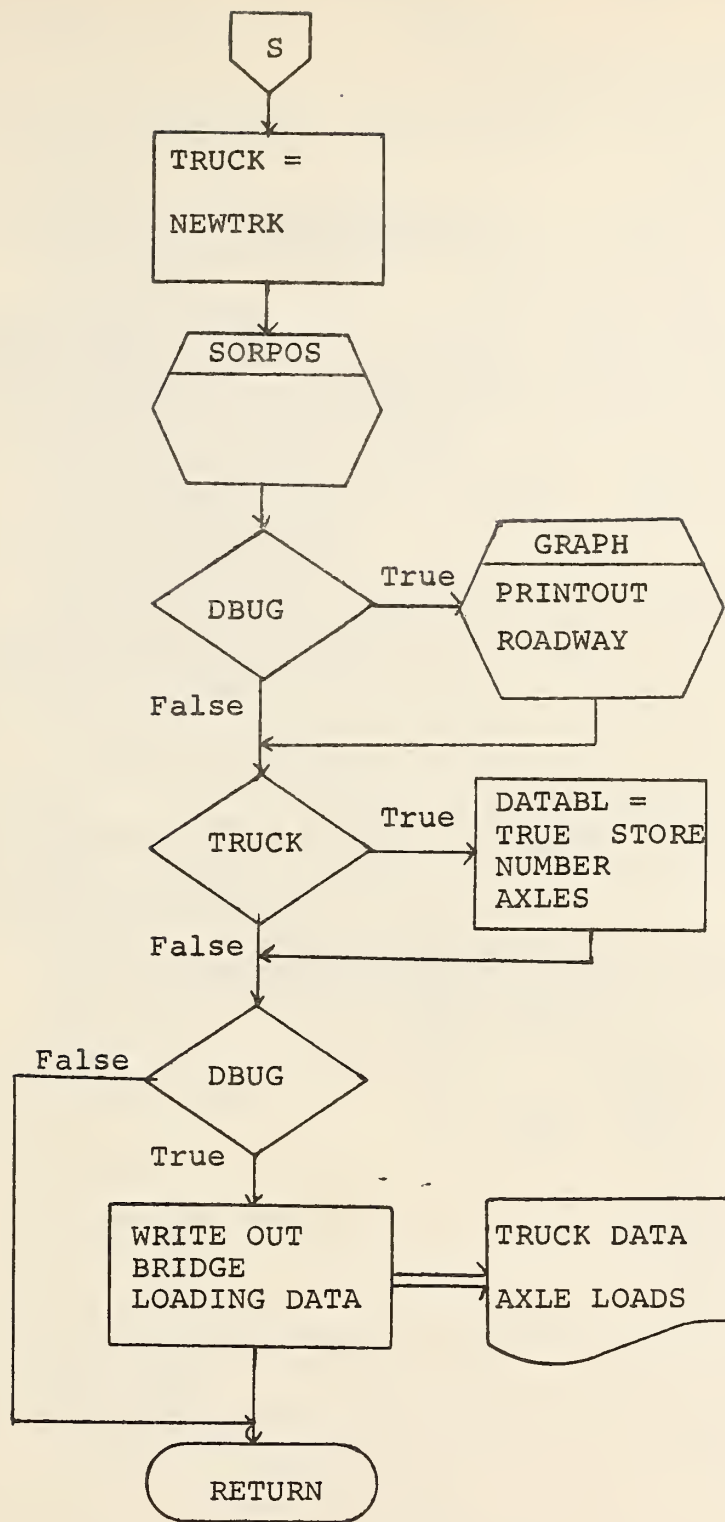 S
TRUCK =
NEWTRK
SORPOS
DBUG
True
GRAPH
PRINTOUT
ROADWAY
False
TRUCK
True
DATABL =
TRUE STORE
NUMBER
AXLES
False
DBUG
False
True
WRITE OUT
BRIDGE
LOADING DATA
TRUCK DATA
AXLE LOADS
RETURN